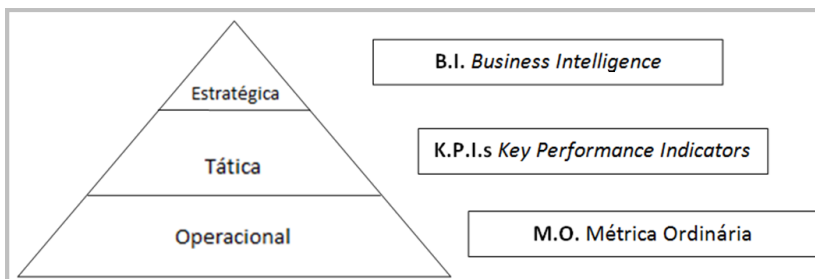 B.I. Business Intelligence
Estratégica
K.P.I.s Key Performance Indicators
Tática
M.O. Métrica Ordinária
Operacional